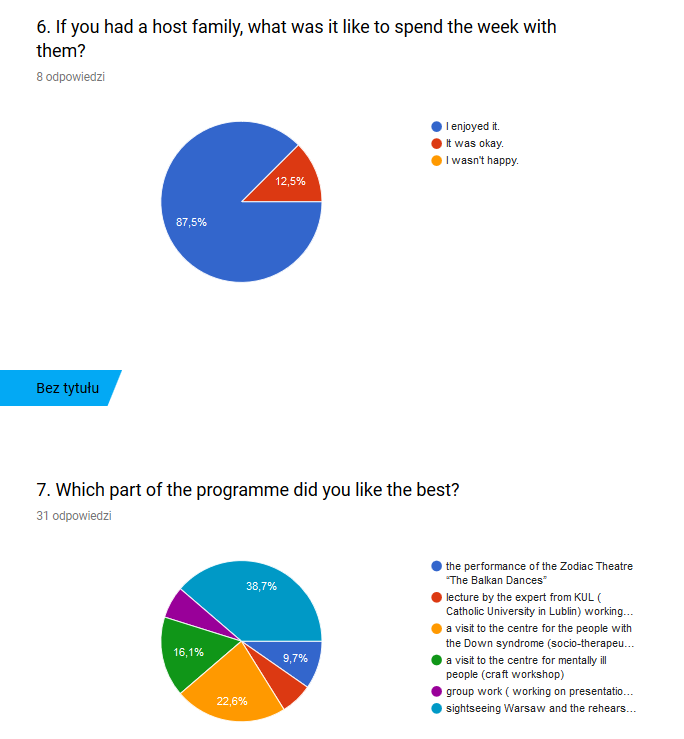 6. If you had a host family, what was it like to spend the week with
them?
8 odpowiedzi
I enjoyed it.
It was okay.
I wasn't happy.
12,5%
87,5%
Bez tytułu
7. Which part of the programme did you like the best?
31 odpowiedzi
the performance of the Zodiac Theatre
“The Balkan Dances”
lecture by the expert from KUL (
Catholic University in Lublin) working...
a visit to the centre for the people with
the Down syndrome (socio-therapeu...
a visit to the centre for mentally ill
people (craft workshop)
group work ( working on presentatio...
sightseeing Warsaw and the rehears...
38,7%
9,7%
16,1%
22,6%